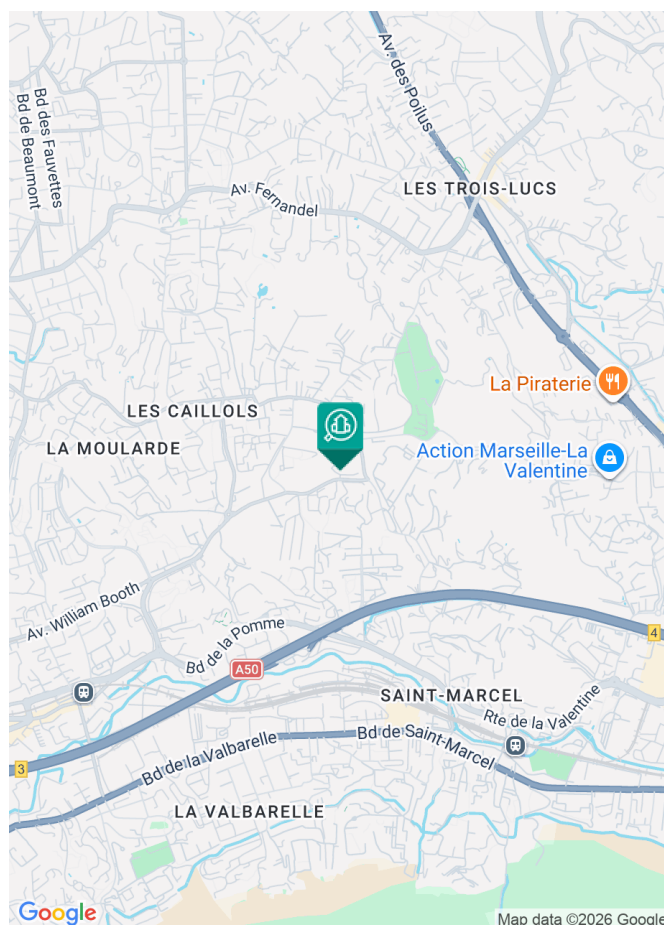 Av. des Poilus
Bd des Fauvettes
Bd de Beaumont
LES TROIS-LUCS
Av. Fernandel
La Piraterie
LES CAILLOLS
LA MOULARDE
Action Marseille-La
Valentine
Av. William Booth
Bd de la Pomme
4
A50
SAINT-MARCEL
Rte de la Valentine
3
Bd de la Valbarelle
Bd de Saint-Marcel
LA VALBARELLE
Google
Map data ©2026 Google